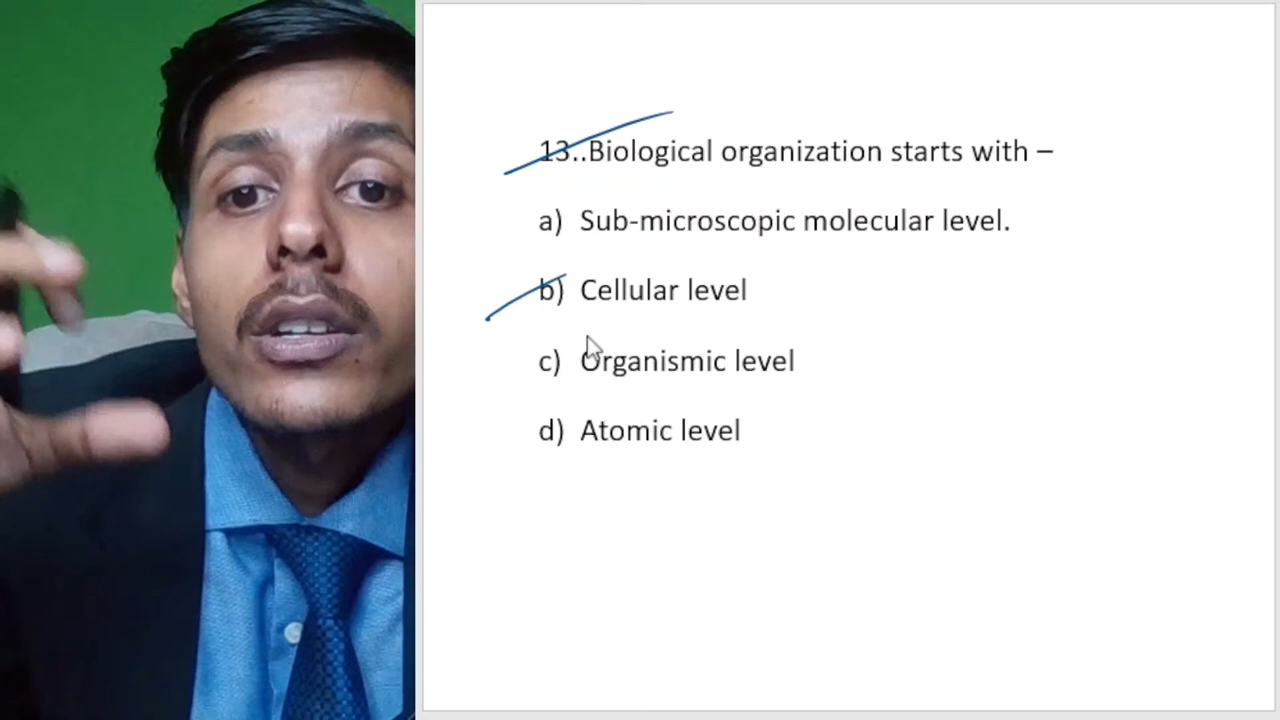 13..Biological organization starts with –
a) Sub-microscopic molecular level.
b) Cellular level
c) Organismic level
d) Atomic level